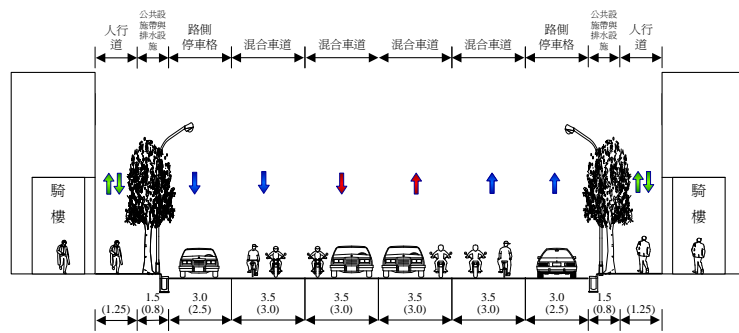 人行道
公共設施帶與排水設施
路側停車格
混合車道
混合車道
混合車道
混合車道
路側停車格
公共設施帶與排水設施
人行道
騎樓
騎樓
(1.25)
1.5
(0.8)
3.0
(2.5)
3.5
(3.0)
3.5
(3.0)
3.5
(3.0)
3.5
(3.0)
3.0
(2.5)
1.5
(0.8)
(1.25)